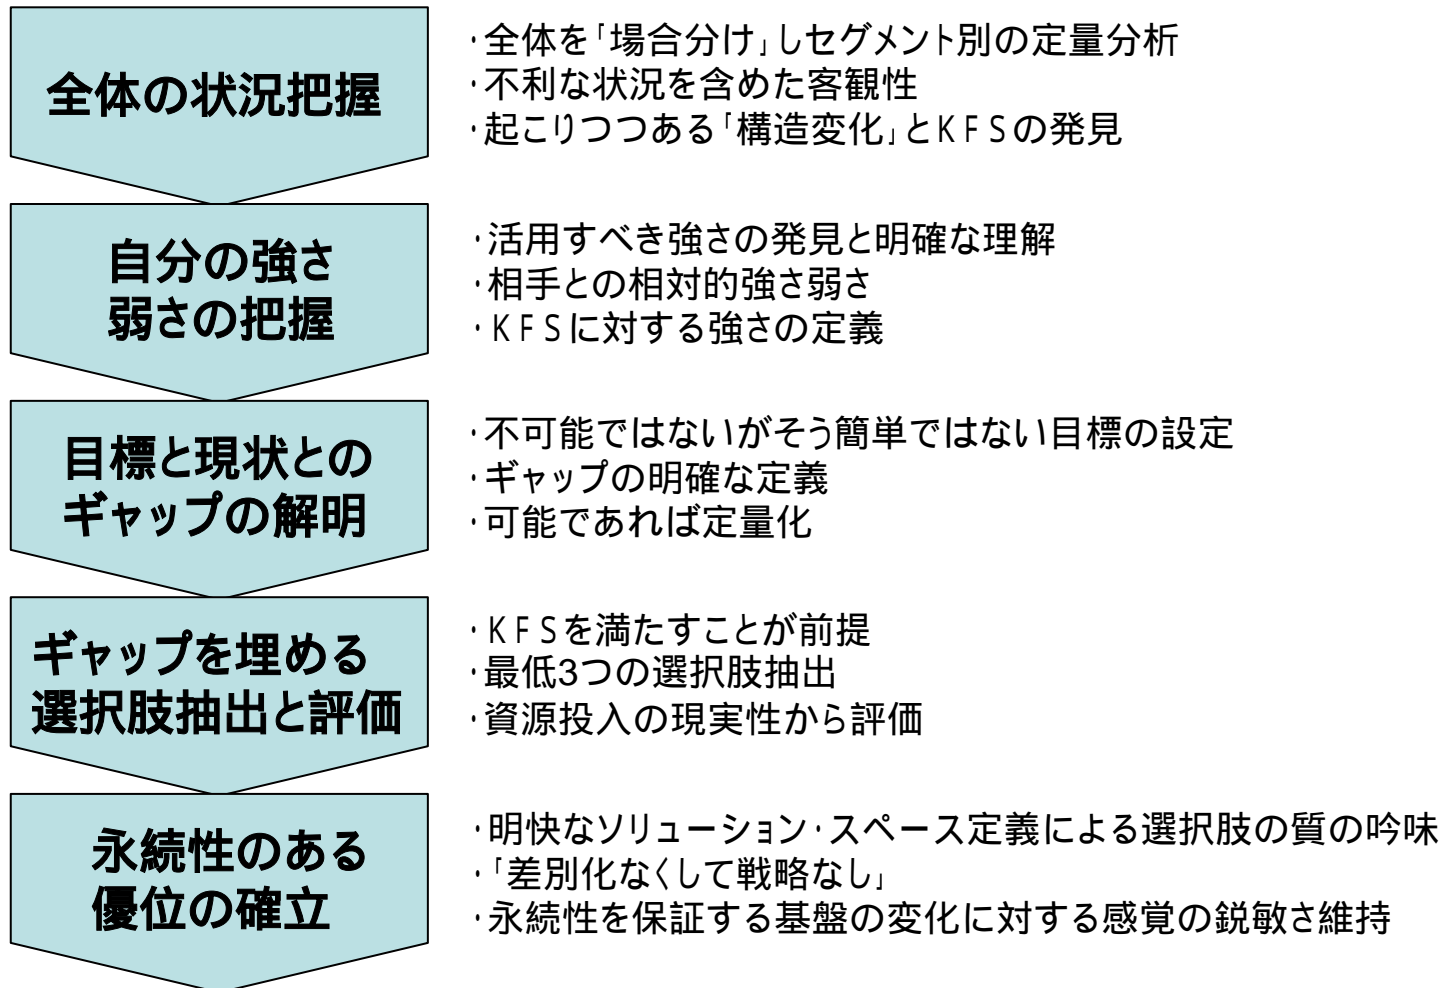 全体の状況把握
・全体を「場合分け」しセグメント別の定量分析
・不利な状況を含めた客観性
・起こりつつある「構造変化」とKFSの発見
自分の強さ
弱さの把握
・活用すべき強さの発見と明確な理解
・相手との相対的強さ弱さ
・KFSに対する強さの定義
目標と現状との
ギャップの解明
・不可能ではないがそう簡単ではない目標の設定
・ギャップの明確な定義
・可能であれば定量化
ギャップを埋める
選択肢抽出と評価
・KFSを満たすことが前提
・最低3つの選択肢抽出
・資源投入の現実性から評価
永続性のある
優位の確立
・明快なソリューション・スペース定義による選択肢の質の吟味
・「差別化なくして戦略なし」
・永続性を保証する基盤の変化に対する感覚の鋭敏さ維持